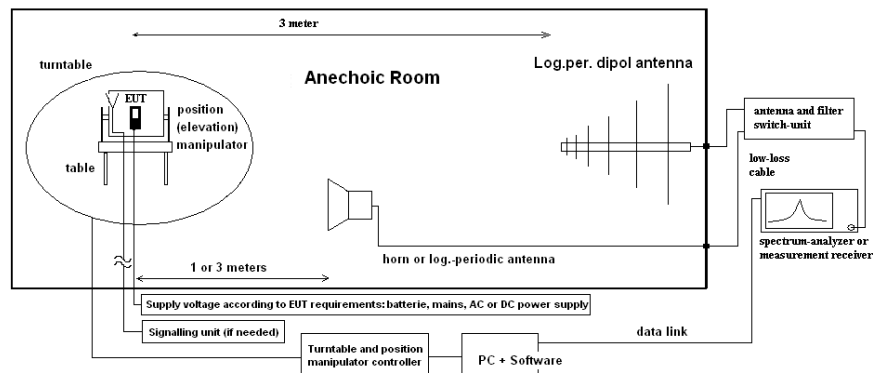 3 meter
turntable
Anechoic Room
Log.per. dipol antenna
EUT
position
(elevation)
manipulator
table
antenna and filter
switch-unit
low-loss
cable
spectrum-analyzer or
measurement receiver
horn or log.-periodic antenna
1 or 3 meters
Supply voltage according to EUT requirements: batterie, mains, AC or DC power supply
Signalling unit (if needed)
data link
Turntable and position
manipulator controller
PC + Software